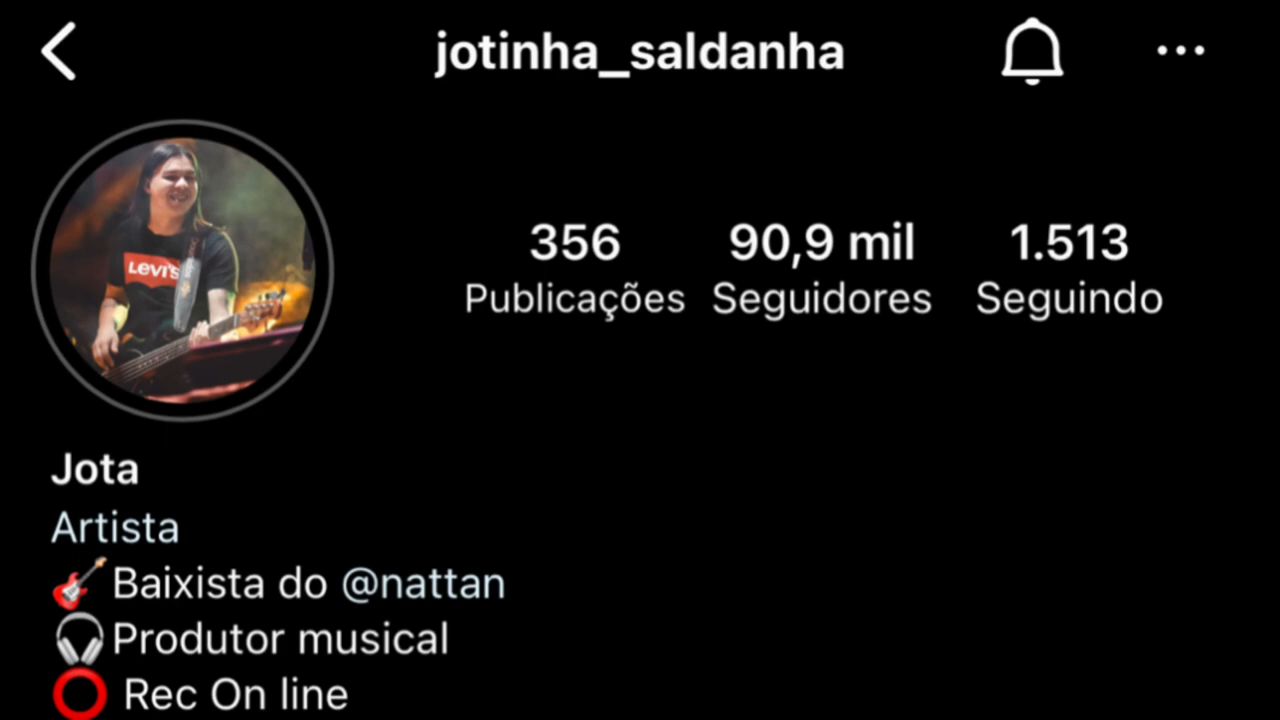 jotinha_saldanha
LEVI'S
356 90,9 mil 1.513
Publicações Seguidores Seguindo
Jota
Artista
Baixista do @nattan
Produtor musical
Rec On line